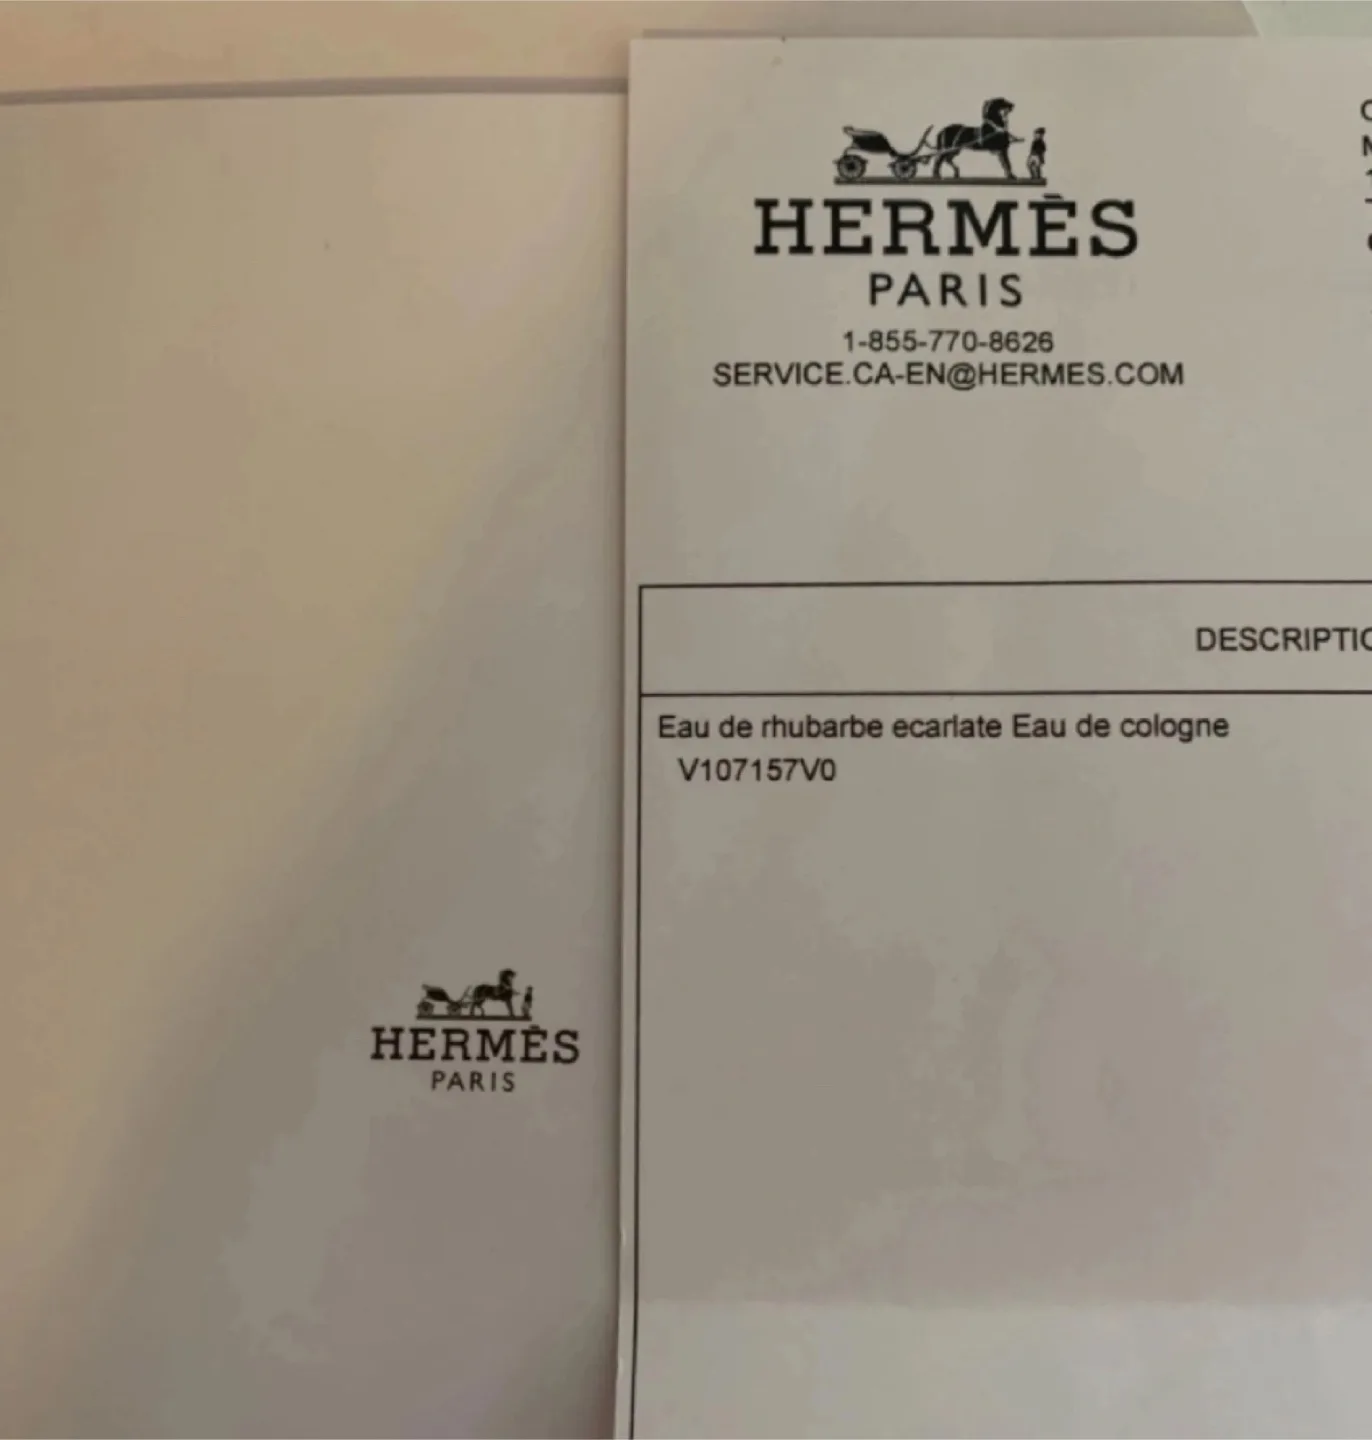 HERMÈS
PARIS
1-855-770-8626
SERVICE.CA-EN@HERMES.COM
DESCRIPTIO
Eau de rhubarbe ecarlate Eau de cologne
V107157V0
HERMÈS
PARIS